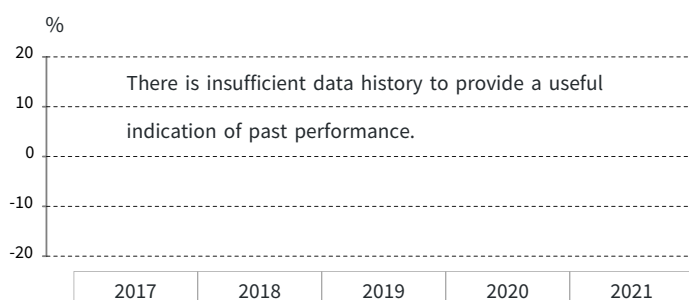 %
20
There is insufficient data history to provide a useful
10
indication of past performance.
0
-10
-20
2017 2018 2019 2020 2021